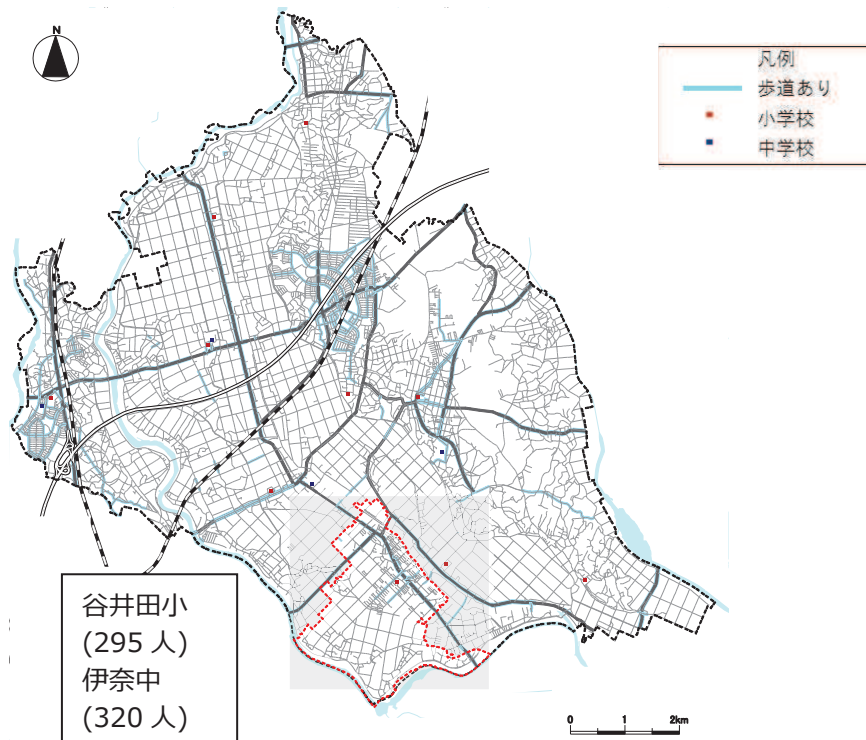 N
凡例
歩道あり
小学校
中学校
谷井田小
(295 人)
伊奈中
(320 人)
0 1 2km